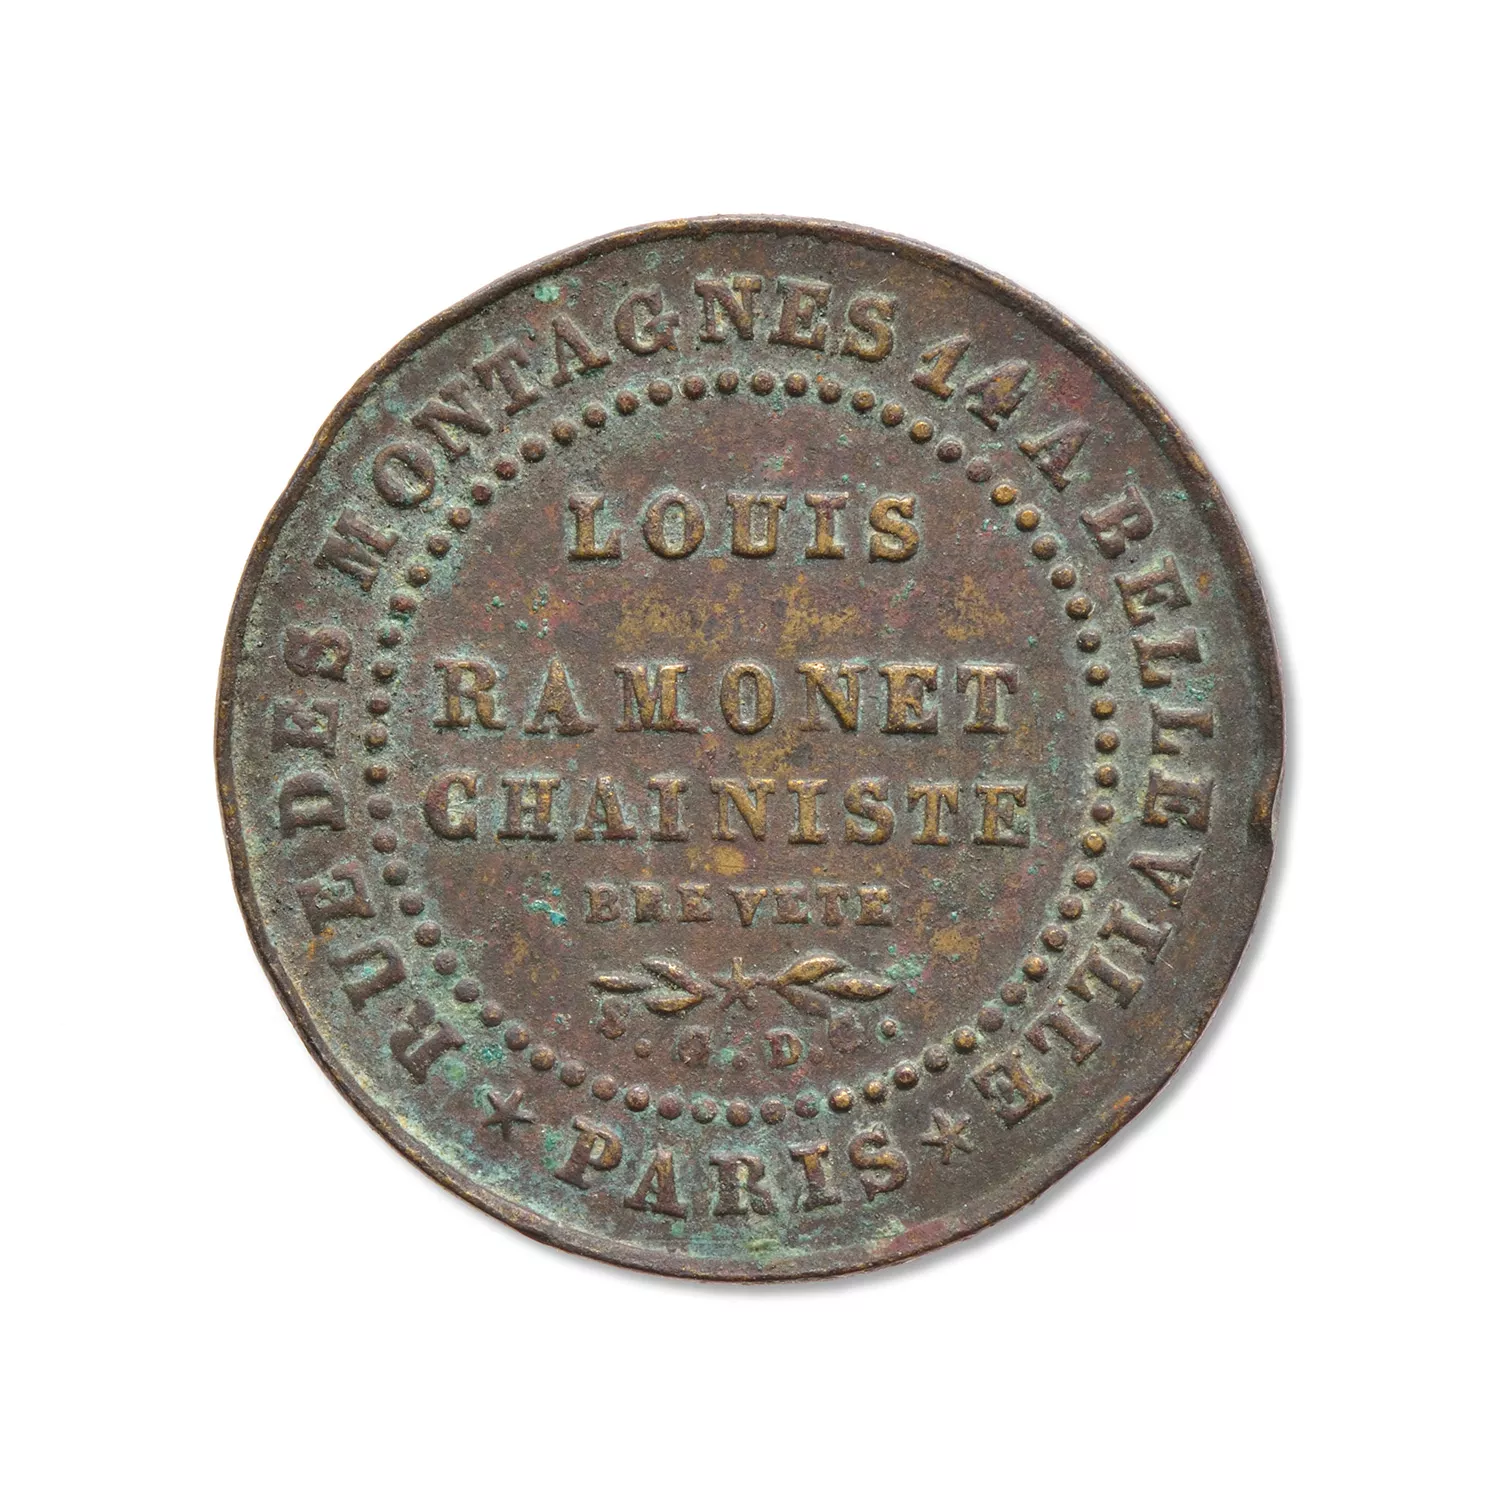 RUE DES MONTAGNES 14 A BELLEVILLE
LOUIS
RAMONET
CHAINISTE
BREVETE
S.G.D.G.
* PARIS *